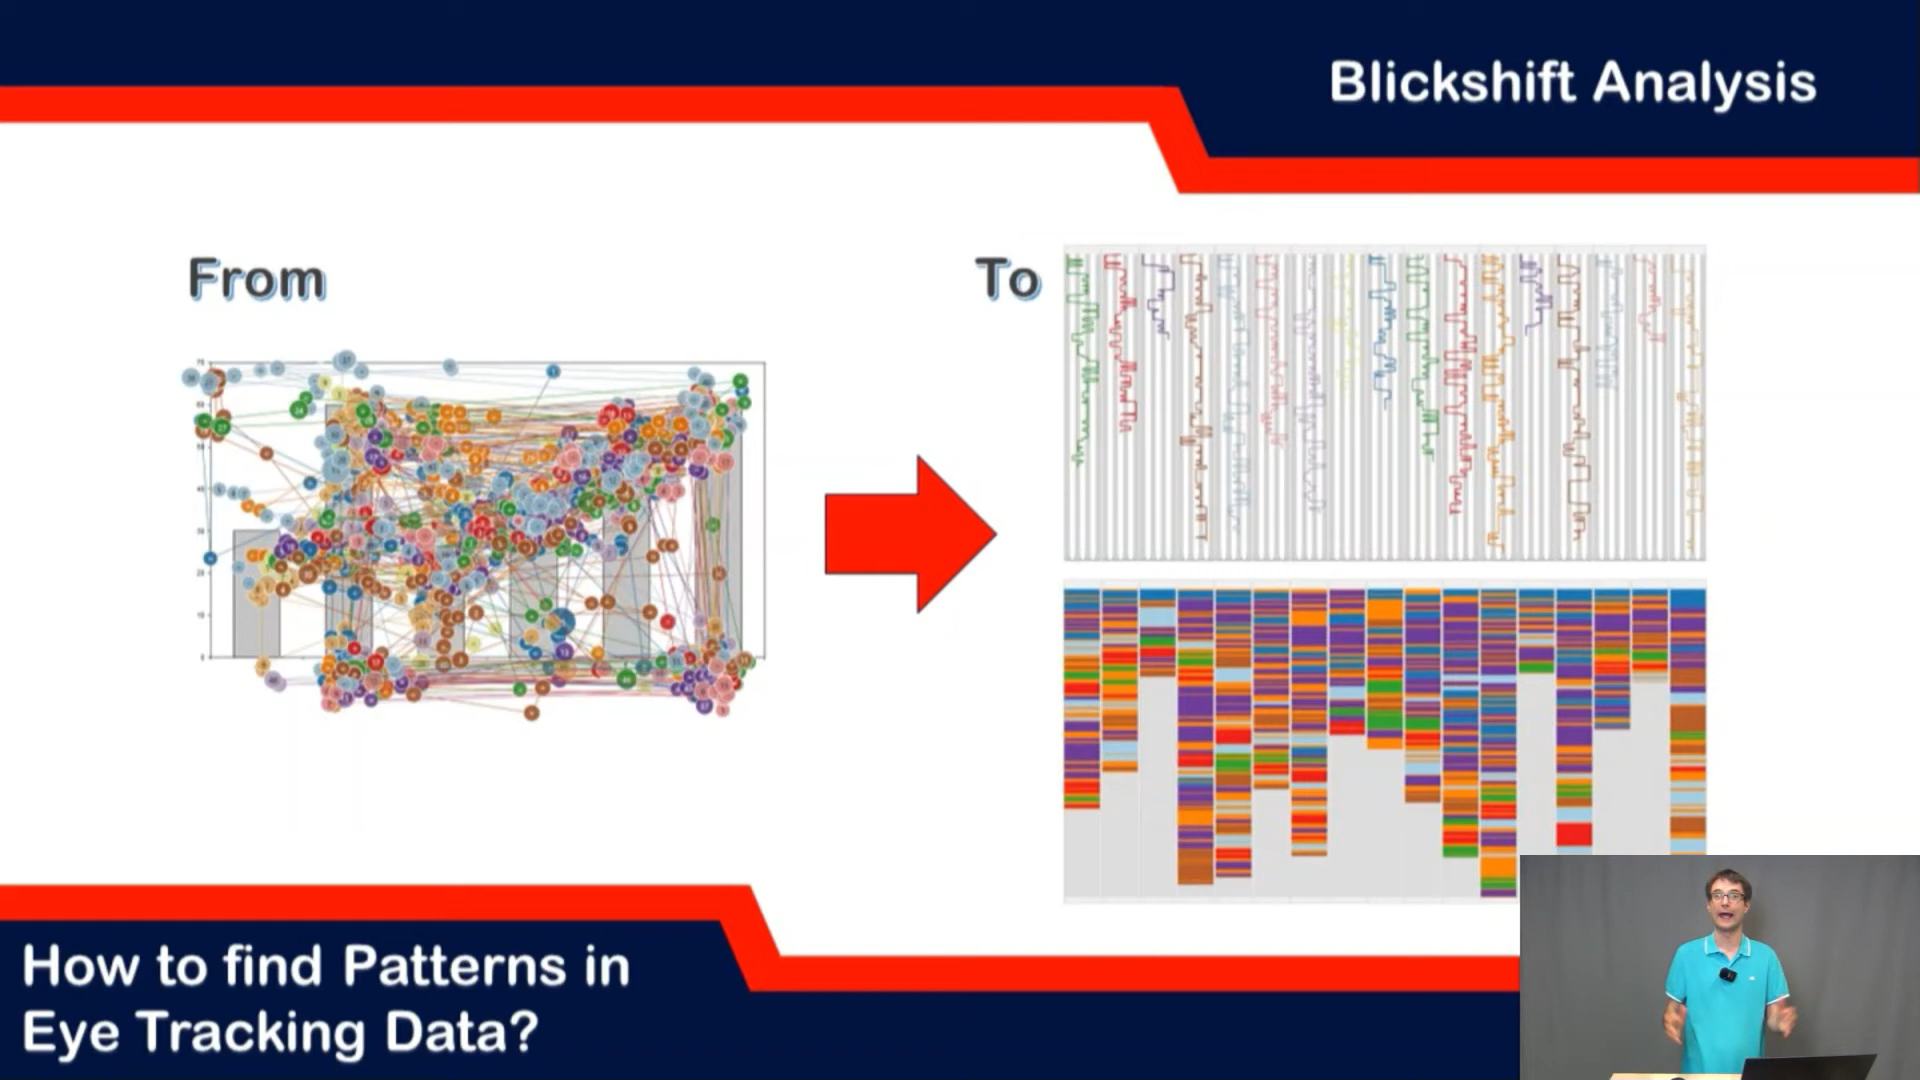 Blickshift Analysis
From
To
How to find Patterns in
Eye Tracking Data?